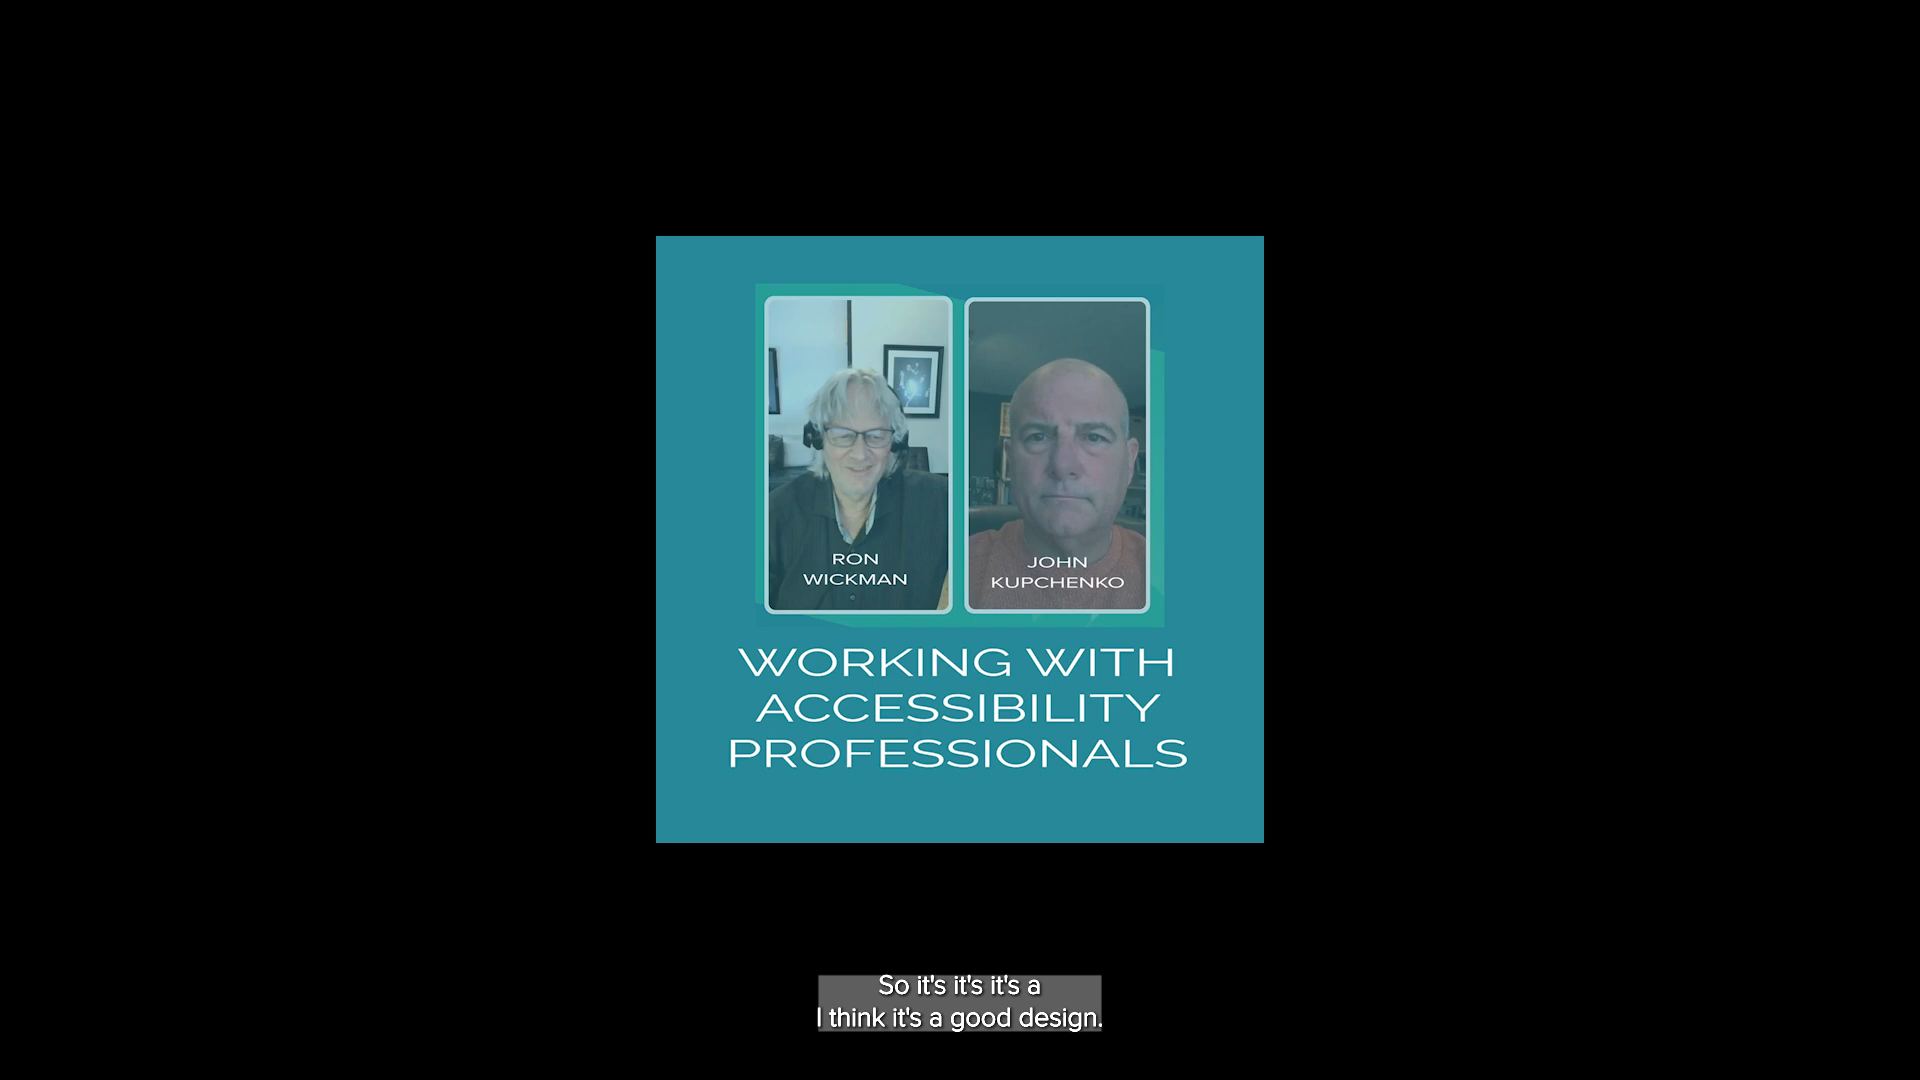 RON
WICKMAN
JOHN
KUPCHENKO
WORKING WITH
ACCESSIBILITY
PROFESSIONALS
So it's it's it's a
I think it's a good design.